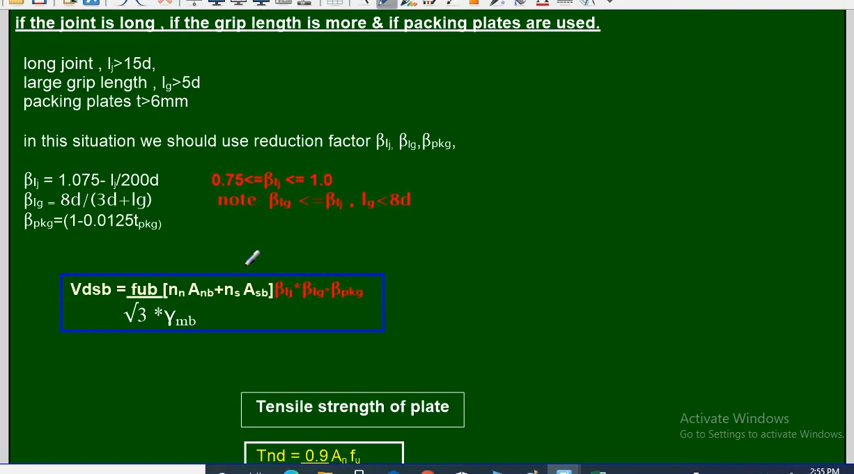 if the joint is long , if the grip length is more & if packing plates are used.
long joint , lj>15d,
large grip length , lg>5d
packing plates t>6mm
in this situation we should use reduction factor βlj, βlg,βpkg,
βlj = 1.075- lj/200d 0.75<=βlj <= 1.0
βlg = 8d/(3d+lg) note βlg <=βlj , lg<8d
βpkg=(1-0.0125tpkg)
Vdsb = fub [nn Anb+ns Asb]βlj*βlg*βpkg
√3 *γmb
Tensile strength of plate
Activate Windows
Go to Settings to activate Windows.
Tnd = 0.9 An fu
2:55 PM